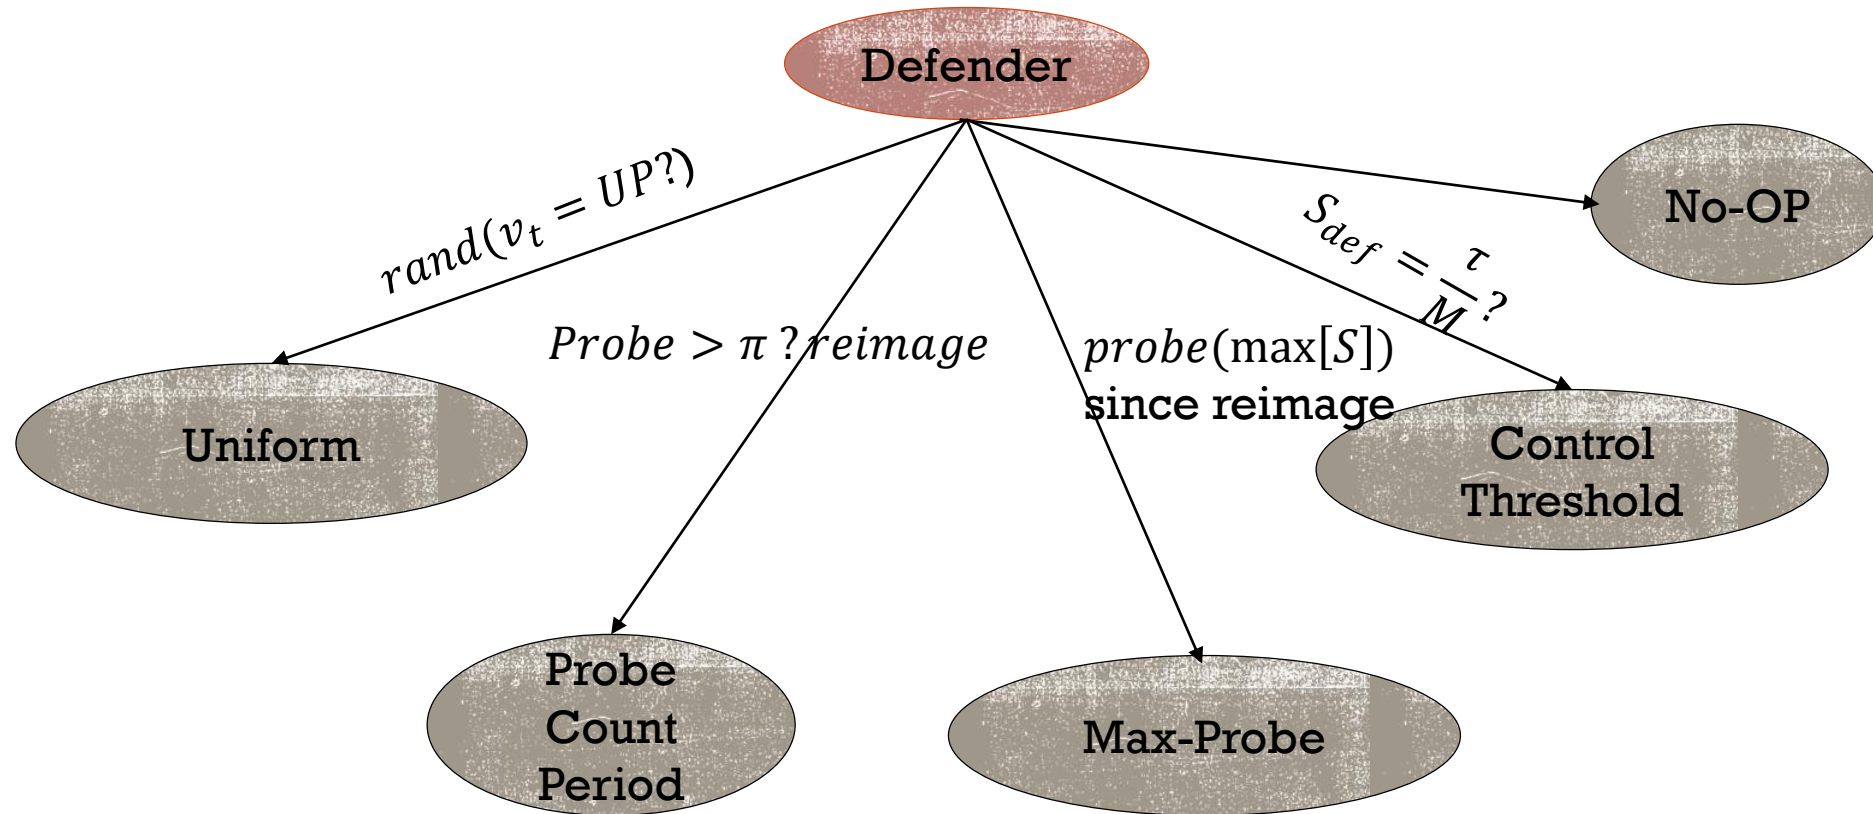 Defender
No-OP
rand(v_t = UP?)
S_def = τ/M ?
Probe > π ? reimage
probe(max[S])
since reimage
Uniform
Control
Threshold
Probe
Count
Period
Max-Probe